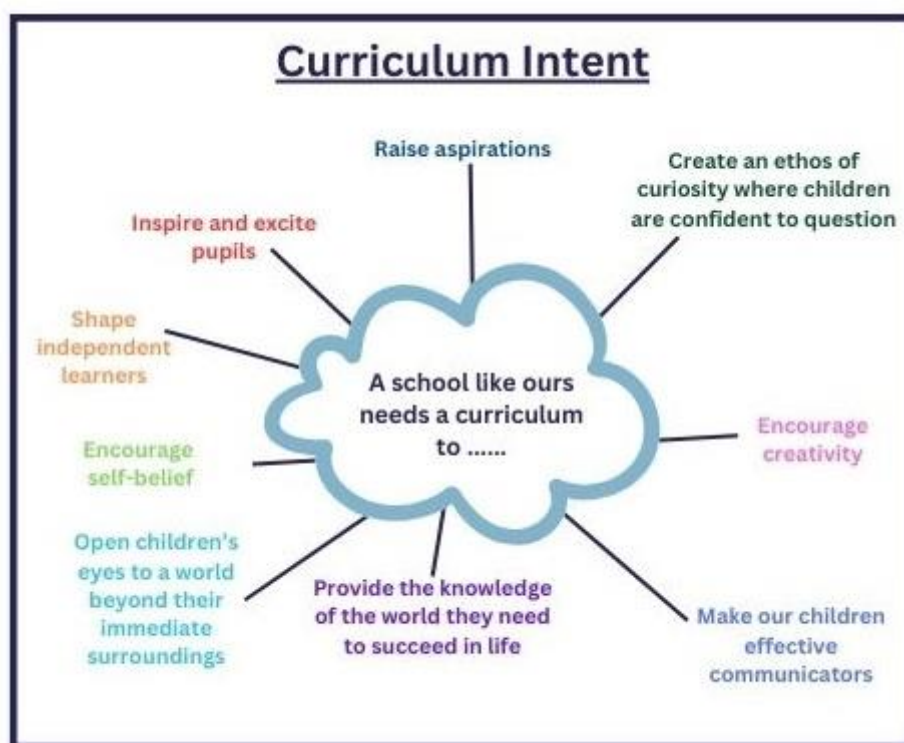 Curriculum Intent
Raise aspirations
Create an ethos of
curiosity where children
are confident to question
Inspire and excite
pupils
Shape
independent
learners
A school like ours
needs a curriculum
to ......
Encourage
creativity
Encourage
self-belief
Open children's
eyes to a world
beyond their
immediate
surroundings
Provide the knowledge
of the world they need
to succeed in life
Make our children
effective
communicators